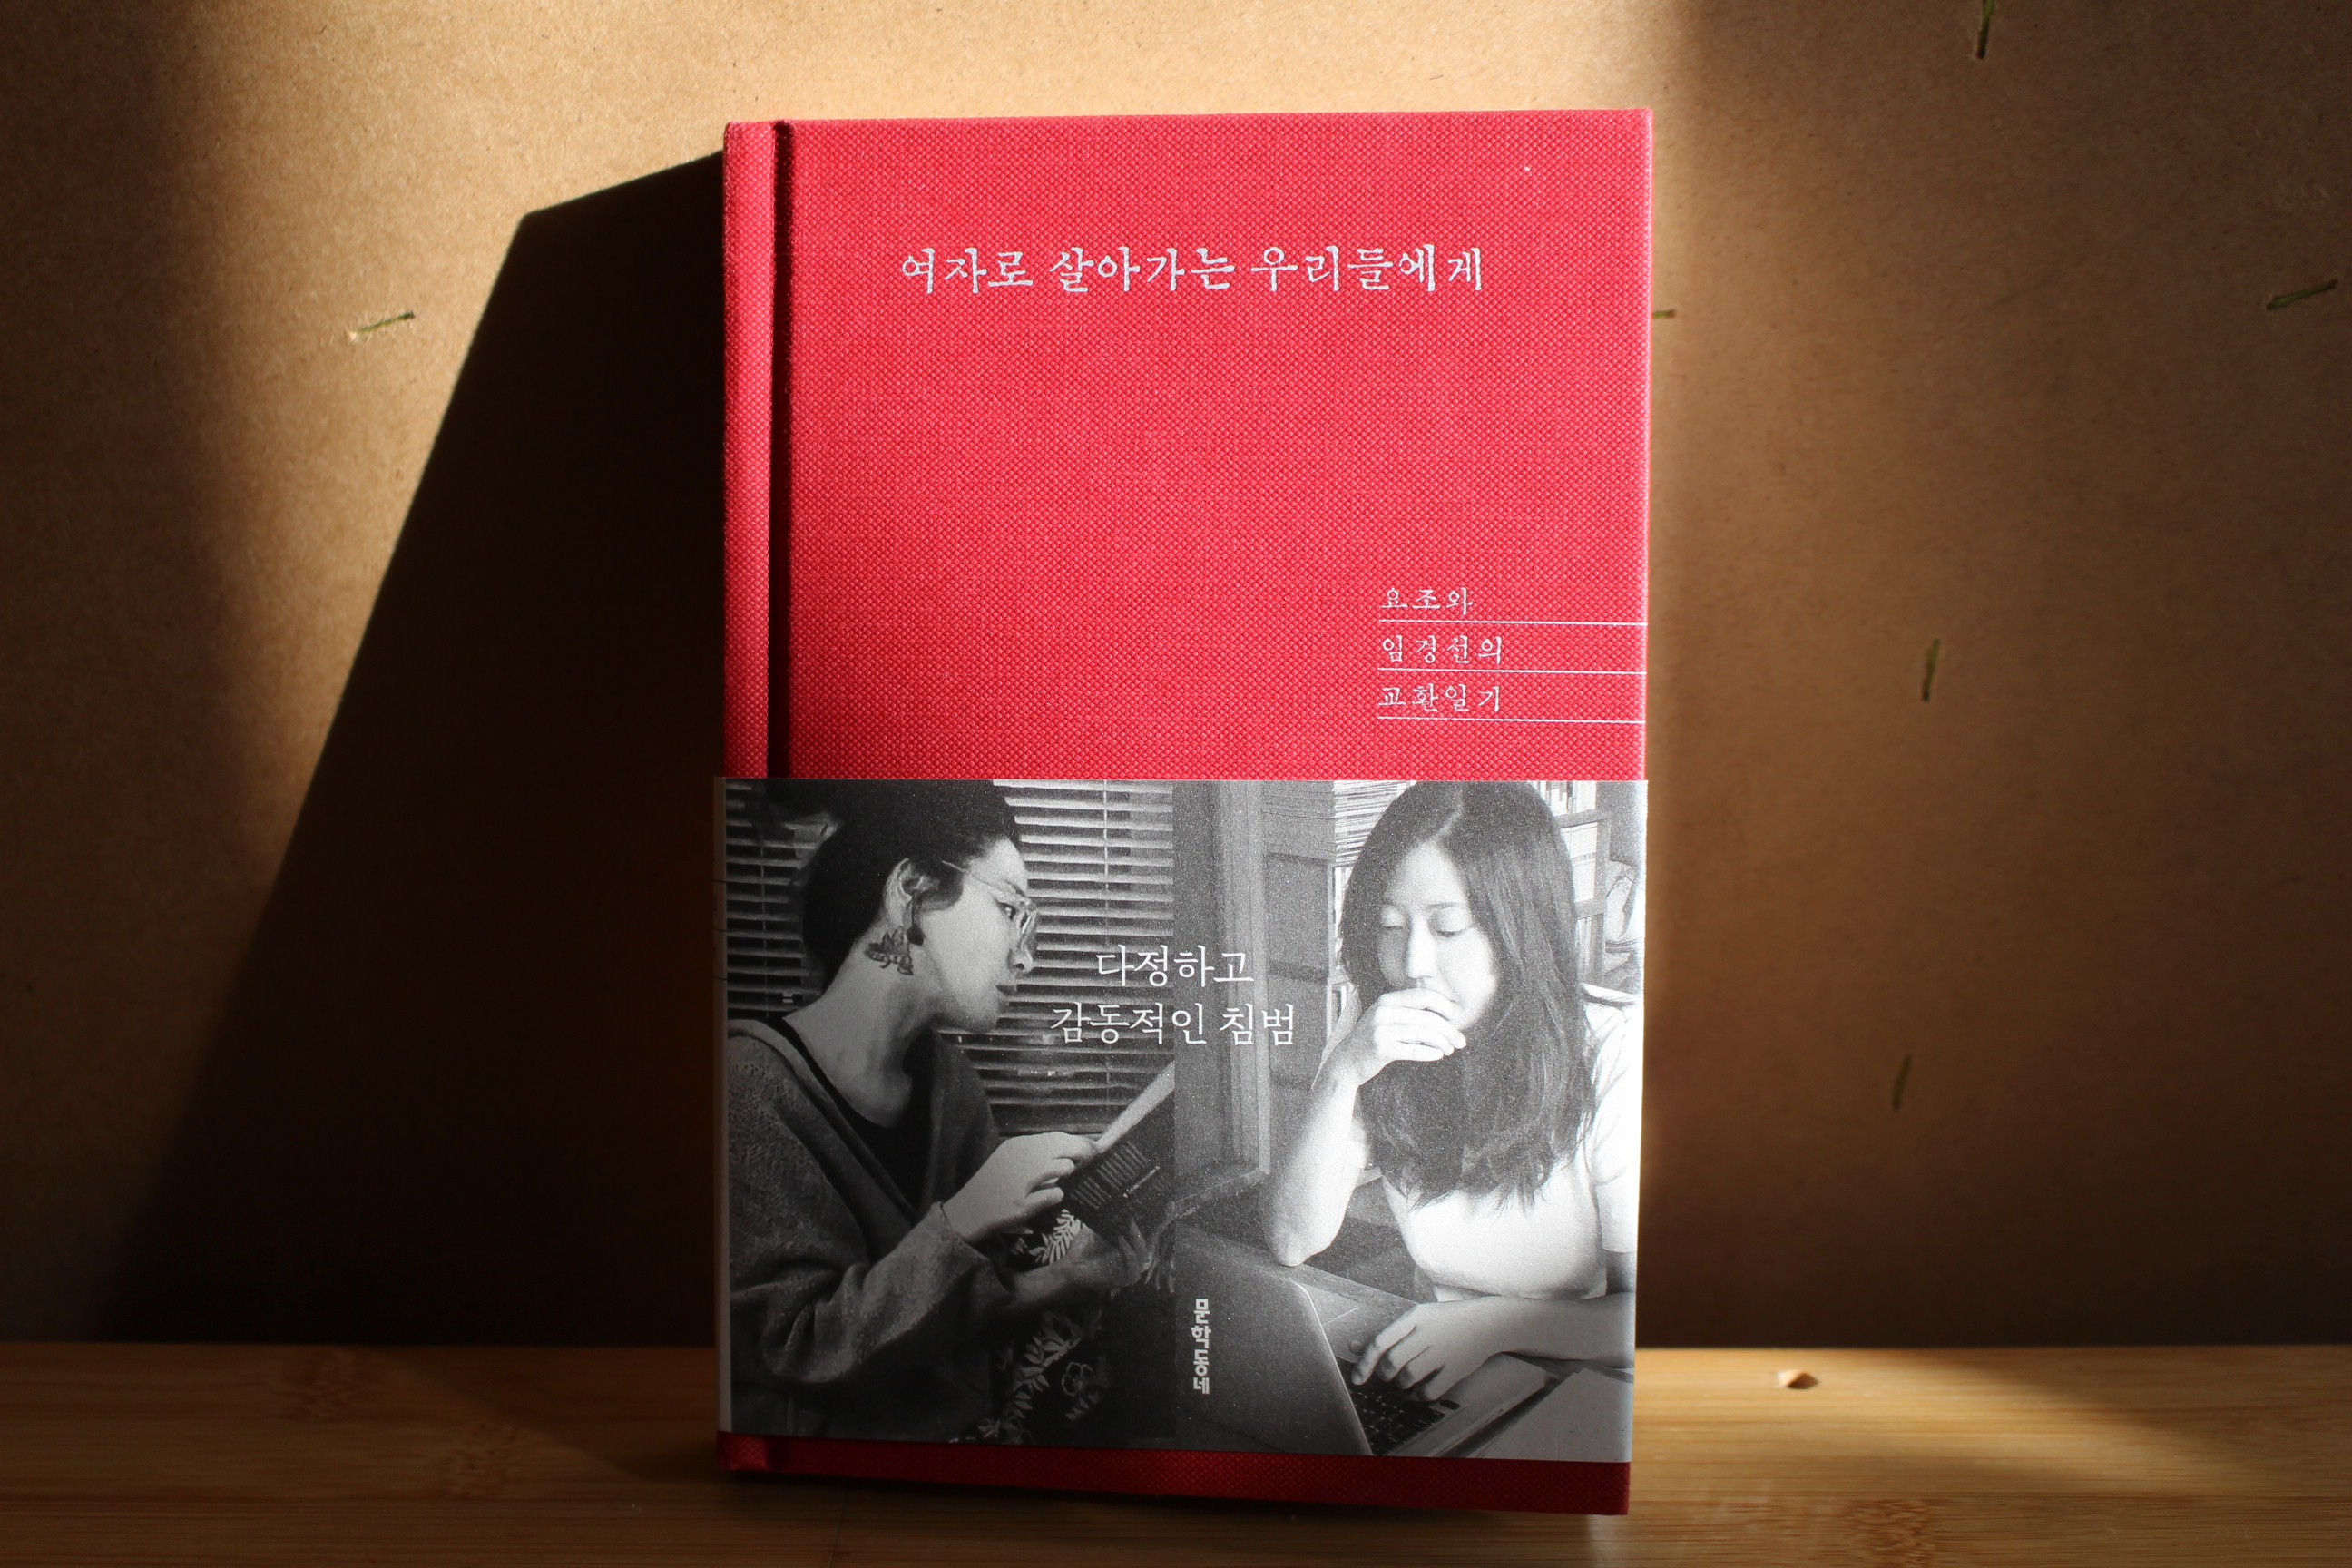 여자로 살아가는 우리들에게
요조와
임경선의
교환일기
다정하고
감동적인 침범
문학동네